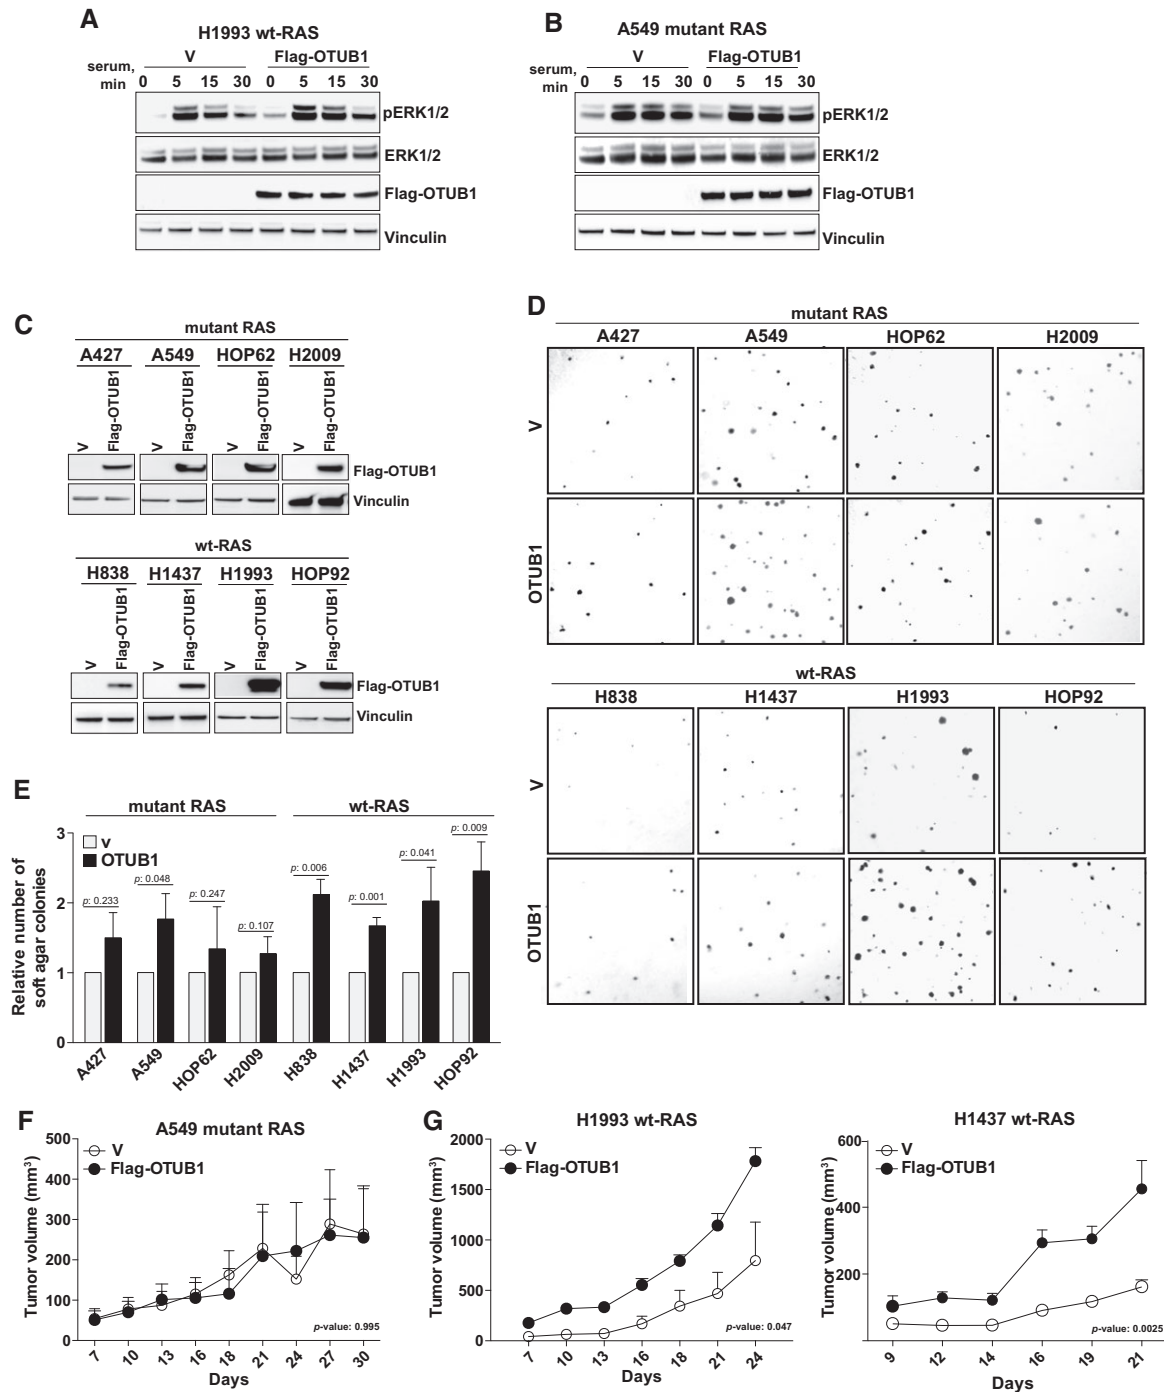 A
H1993 wt-RAS
V Flag-OTUB1
serum, min 0 5 15 30 0 5 15 30
pERK1/2
ERK1/2
Flag-OTUB1
Vinculin
B
A549 mutant RAS
V Flag-OTUB1
serum, min 0 5 15 30 0 5 15 30
pERK1/2
ERK1/2
Flag-OTUB1
Vinculin
C
mutant RAS
A427 A549 HOP62 H2009
V Flag-OTUB1 V Flag-OTUB1 V Flag-OTUB1 V Flag-OTUB1
Flag-OTUB1
Vinculin
wt-RAS
H838 H1437 H1993 HOP92
V Flag-OTUB1 V Flag-OTUB1 V Flag-OTUB1 V Flag-OTUB1
Flag-OTUB1
Vinculin
D
mutant RAS
A427 A549 HOP62 H2009
V
OTUB1
wt-RAS
H838 H1437 H1993 HOP92
V
OTUB1
E
mutant RAS wt-RAS
Relative number of
soft agar colonies
3
2
1
0
v
OTUB1
p: 0.233
p: 0.048
p: 0.247
p: 0.107
p: 0.006
p: 0.001
p: 0.041
p: 0.009
A427 A549 HOP62 H2009 H838 H1437 H1993 HOP92
F
A549 mutant RAS
V
Flag-OTUB1
Tumor volume (mm³)
500
400
300
200
100
0
p-value: 0.995
7 10 13 16 18 21 24 27 30
Days
G
H1993 wt-RAS
V
Flag-OTUB1
Tumor volume (mm³)
2000
1500
1000
500
0
p-value: 0.047
7 10 13 16 18 21 24
Days
H1437 wt-RAS
V
Flag-OTUB1
Tumor volume (mm³)
600
400
200
p-value: 0.0025
9 12 14 16 19 21
Days